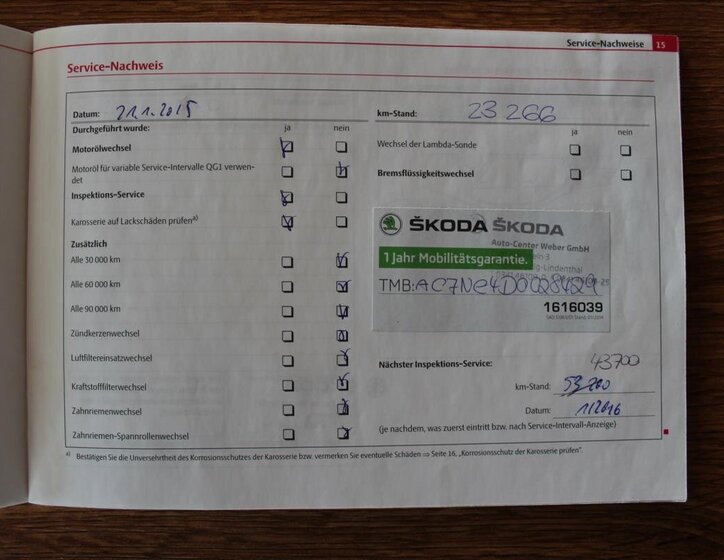 Service-Nachweise 15
Service-Nachweis
Datum: 21.1.2015
Durchgeführt wurde: ja nein
Motorölwechsel
Motoröl für variable Service-Intervalle QG1 verwen-
det
Inspektions-Service
Karosserie auf Lackschäden prüfen a)
Zusätzlich
Alle 30 000 km
Alle 60 000 km
Alle 90 000 km
Zündkerzenwechsel
Luftfiltereinsatzwechsel
Kraftstofffilterwechsel
Zahnriemenwechsel
Zahnriemen-Spannrollenwechsel
km-Stand: 23 266
ja nein
Wechsel der Lambda-Sonde
Bremsflüssigkeitswechsel
ŠKODA ŠKODA
Auto-Center Weber GmbH
1 Jahr Mobilitätsgarantie.
-Lindenthal
TMB:
1616039
Nächster Inspektions-Service: 43700
km-Stand:
Datum: 1/2016
(je nachdem, was zuerst eintritt bzw. nach Service-Intervall-Anzeige)
a) Bestätigen Sie die Unversehrtheit des Korrosionsschutzes der Karosserie bzw. vermerken Sie eventuelle Schäden ⇒ Seite 16, „Korrosionsschutz der Karosserie prüfen"